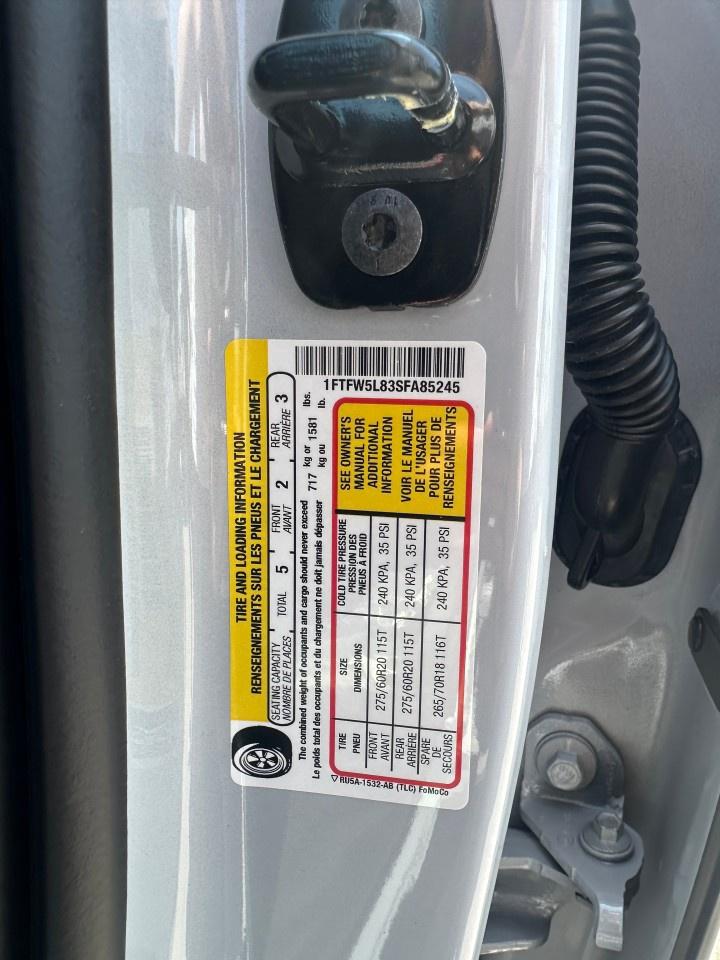 TIRE AND LOADING INFORMATION
RENSEIGNEMENTS SUR LES PNEUS ET LE CHARGEMENT
SEATING CAPACITY TOTAL 5 FRONT 2 REAR 3
NOMBRE DE PLACES AVANT ARRIÈRE
The combined weight of occupants and cargo should never exceed 717 kg or 1581 lbs.
Le poids total des occupants et du chargement ne doit jamais dépasser kg ou lb.
1FTFW5L83SFA85245
TIRE SIZE COLD TIRE PRESSURE
PNEU DIMENSIONS PRESSION DES
PNEUS À FROID
FRONT 275/60R20 115T 240 KPA, 35 PSI
AVANT
REAR 275/60R20 115T 240 KPA, 35 PSI
ARRIÈRE
SPARE 265/70R18 116T 240 KPA, 35 PSI
DE
SECOURS
SEE OWNER'S
MANUAL FOR
ADDITIONAL
INFORMATION
VOIR LE MANUEL
DE L'USAGER
POUR PLUS DE
RENSEIGNEMENTS
RU5A-1532-AB (TLC) FoMoCo